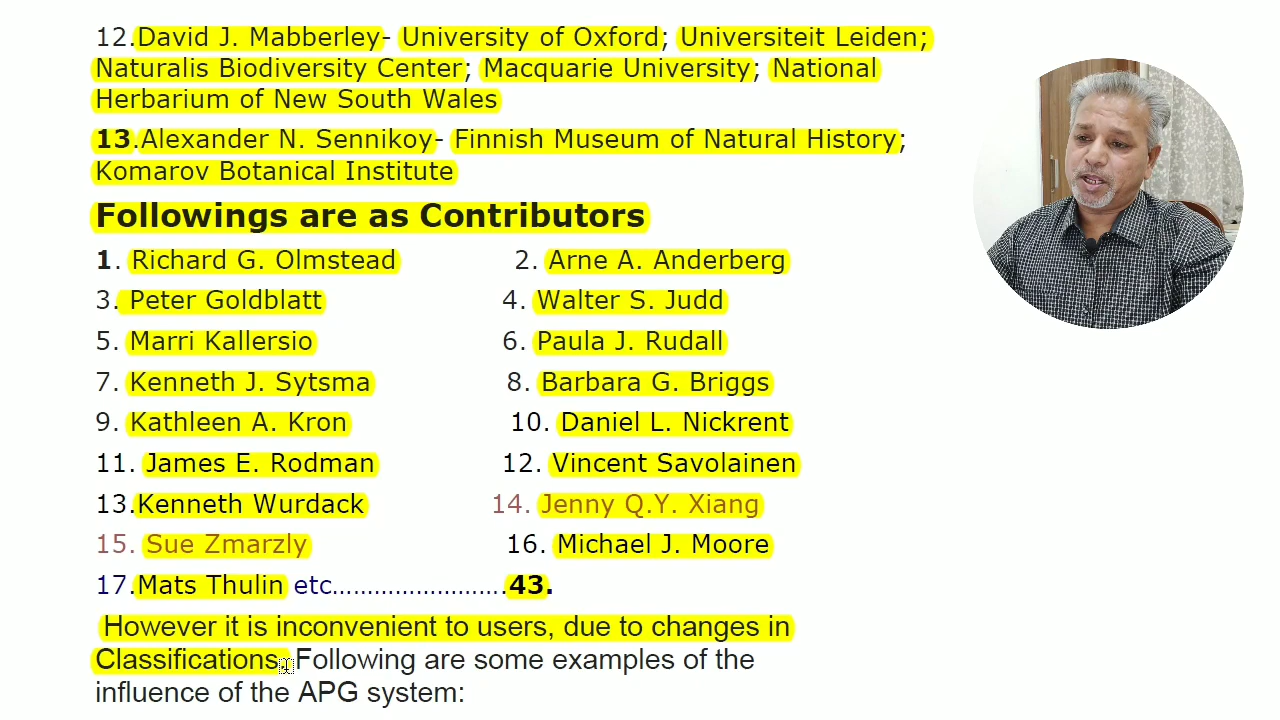 12.David J. Mabberley- University of Oxford; Universiteit Leiden;
Naturalis Biodiversity Center; Macquarie University; National
Herbarium of New South Wales
13.Alexander N. Sennikoy- Finnish Museum of Natural History;
Komarov Botanical Institute
Followings are as Contributors
1. Richard G. Olmstead 2. Arne A. Anderberg
3. Peter Goldblatt 4. Walter S. Judd
5. Marri Kallersio 6. Paula J. Rudall
7. Kenneth J. Sytsma 8. Barbara G. Briggs
9. Kathleen A. Kron 10. Daniel L. Nickrent
11. James E. Rodman 12. Vincent Savolainen
13.Kenneth Wurdack 14. Jenny Q.Y. Xiang
15. Sue Zmarzly 16. Michael J. Moore
17.Mats Thulin etc……………………..43.
However it is inconvenient to users, due to changes in
Classifications. Following are some examples of the
influence of the APG system: